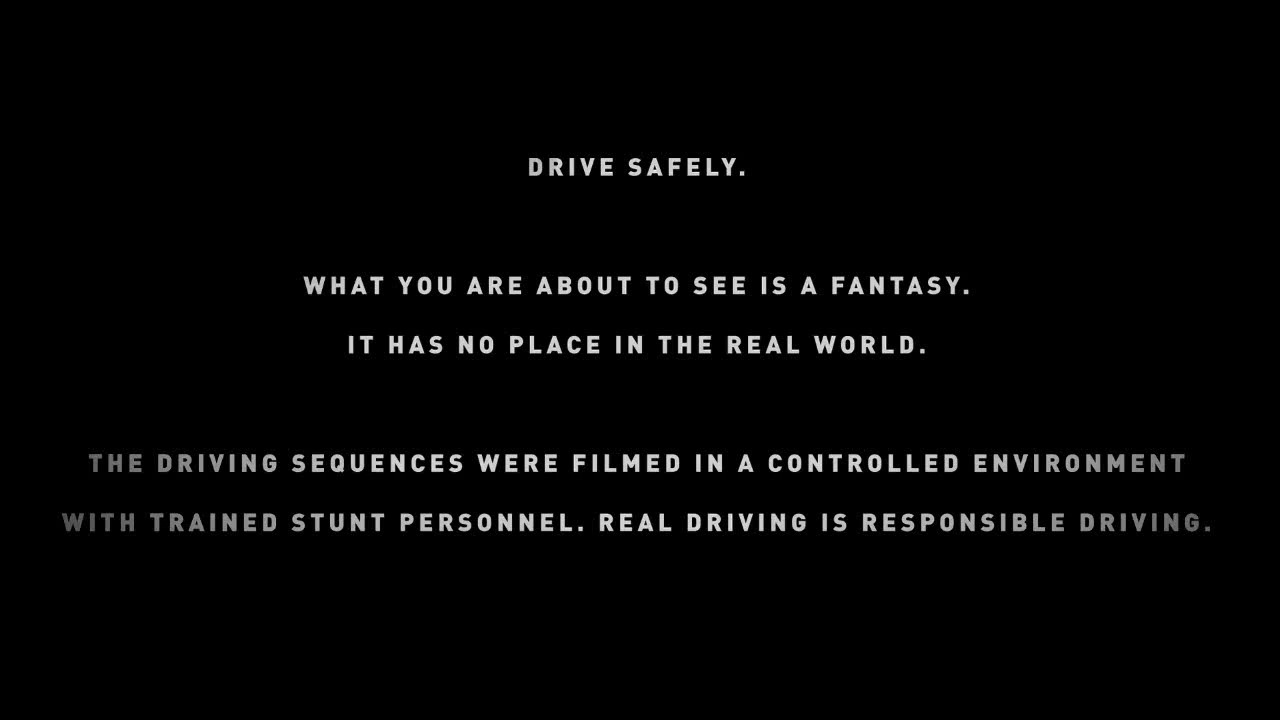 DRIVE SAFELY.
WHAT YOU ARE ABOUT TO SEE IS A FANTASY.
IT HAS NO PLACE IN THE REAL WORLD.
THE DRIVING SEQUENCES WERE FILMED IN A CONTROLLED ENVIRONMENT
WITH TRAINED STUNT PERSONNEL. REAL DRIVING IS RESPONSIBLE DRIVING.